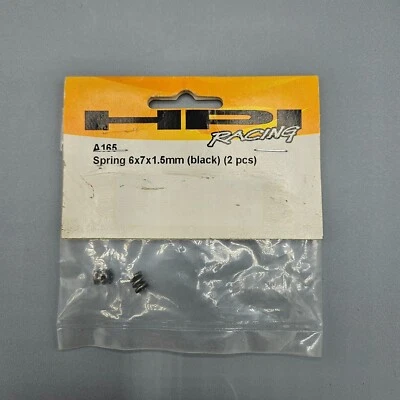 HPI
RACING
A165
Spring 6x7x1.5mm (black) (2 pcs)